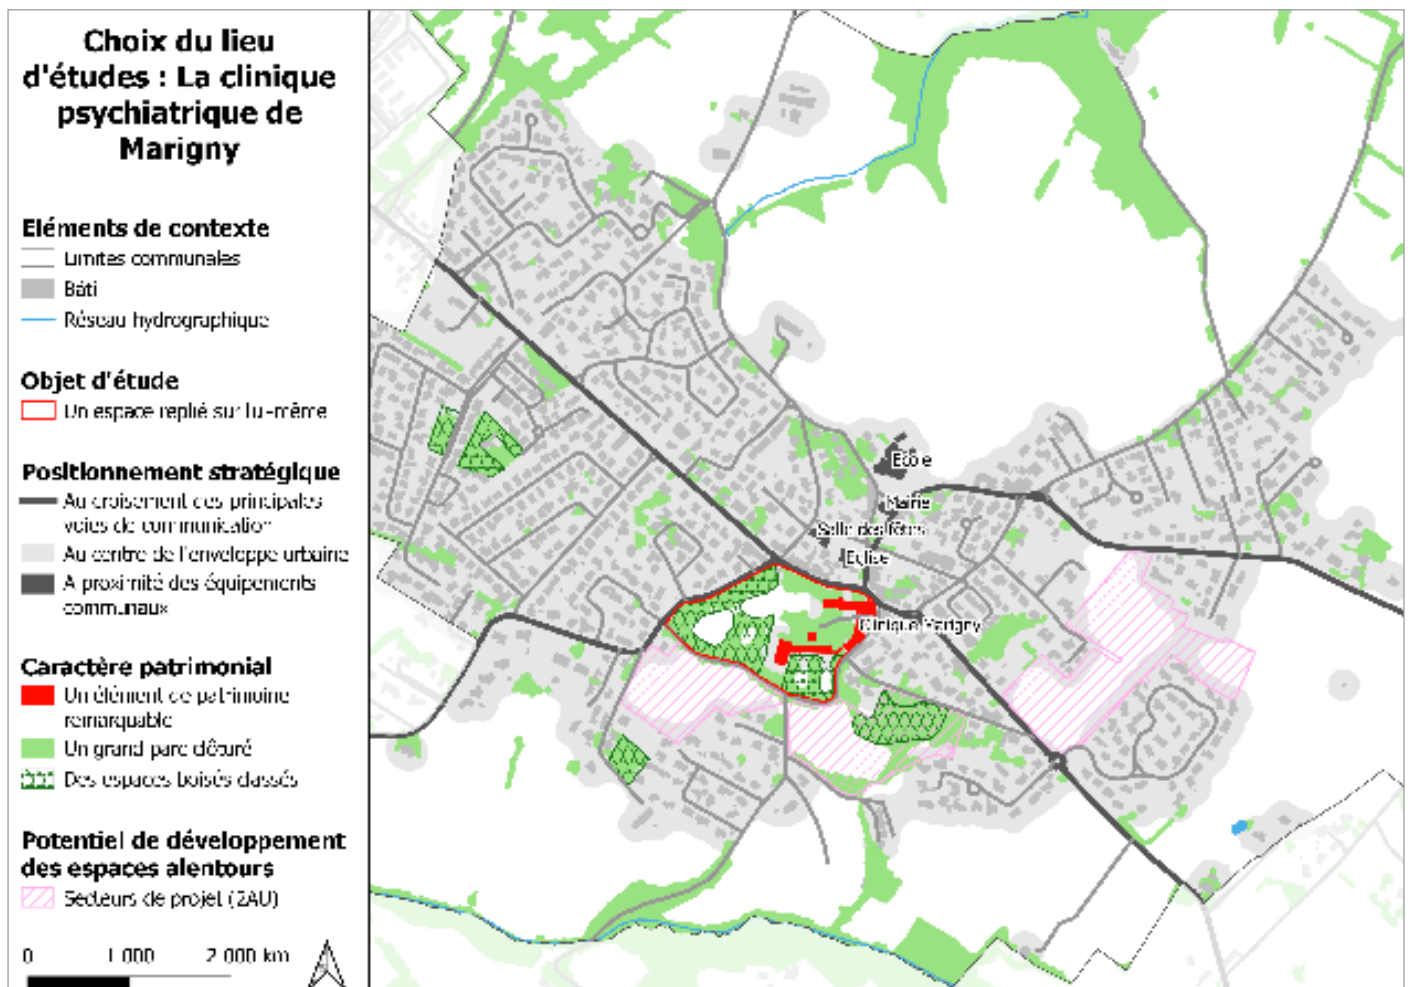 Choix du lieu
d'études : La clinique
psychiatrique de
Marigny
Eléments de contexte
Limites communales
Bâti
Réseau hydrographique
Objet d'étude
Un espace replié sur lui-même
Positionnement stratégique
Au croisement des principales
voies de communication
Au centre de l'enveloppe urbaine
A proximité des équipements
communaux
Caractère patrimonial
Un élément de patrimoine
remarquable
Un grand parc clôturé
Des espaces boisés classés
Potentiel de développement
des espaces alentours
Secteurs de projet (2AU)
0 1 000 2 000 km
Ecole
Mairie
Salle des fêtes
Eglise
Clinique Marigny